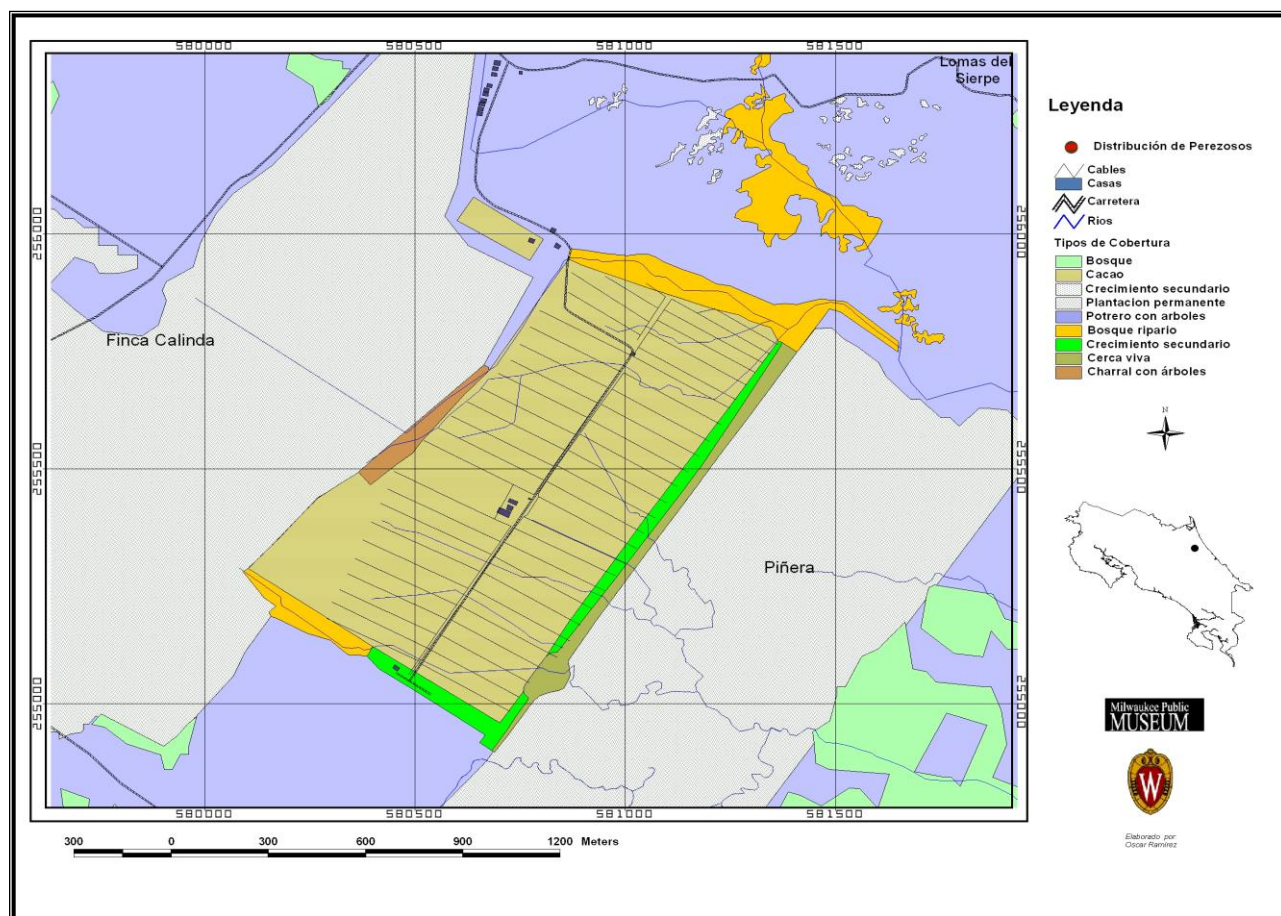 580000 580500 581000 581500
Lomas del
Sierpe
256000 256000
Finca Calinda
255500 255500
Piñera
255000 255000
580000 580500 581000 581500
300 0 300 600 900 1200 Meters
Leyenda
Distribución de Perezosos
Cables
Casas
Carretera
Rios
Tipos de Cobertura
Bosque
Cacao
Crecimiento secundario
Plantacion permanente
Potrero con arboles
Bosque ripario
Crecimiento secundario
Cerca viva
Charral con árboles
N
Milwaukee Public
MUSEUM
W
Elaborado por
Oscar Ramirez